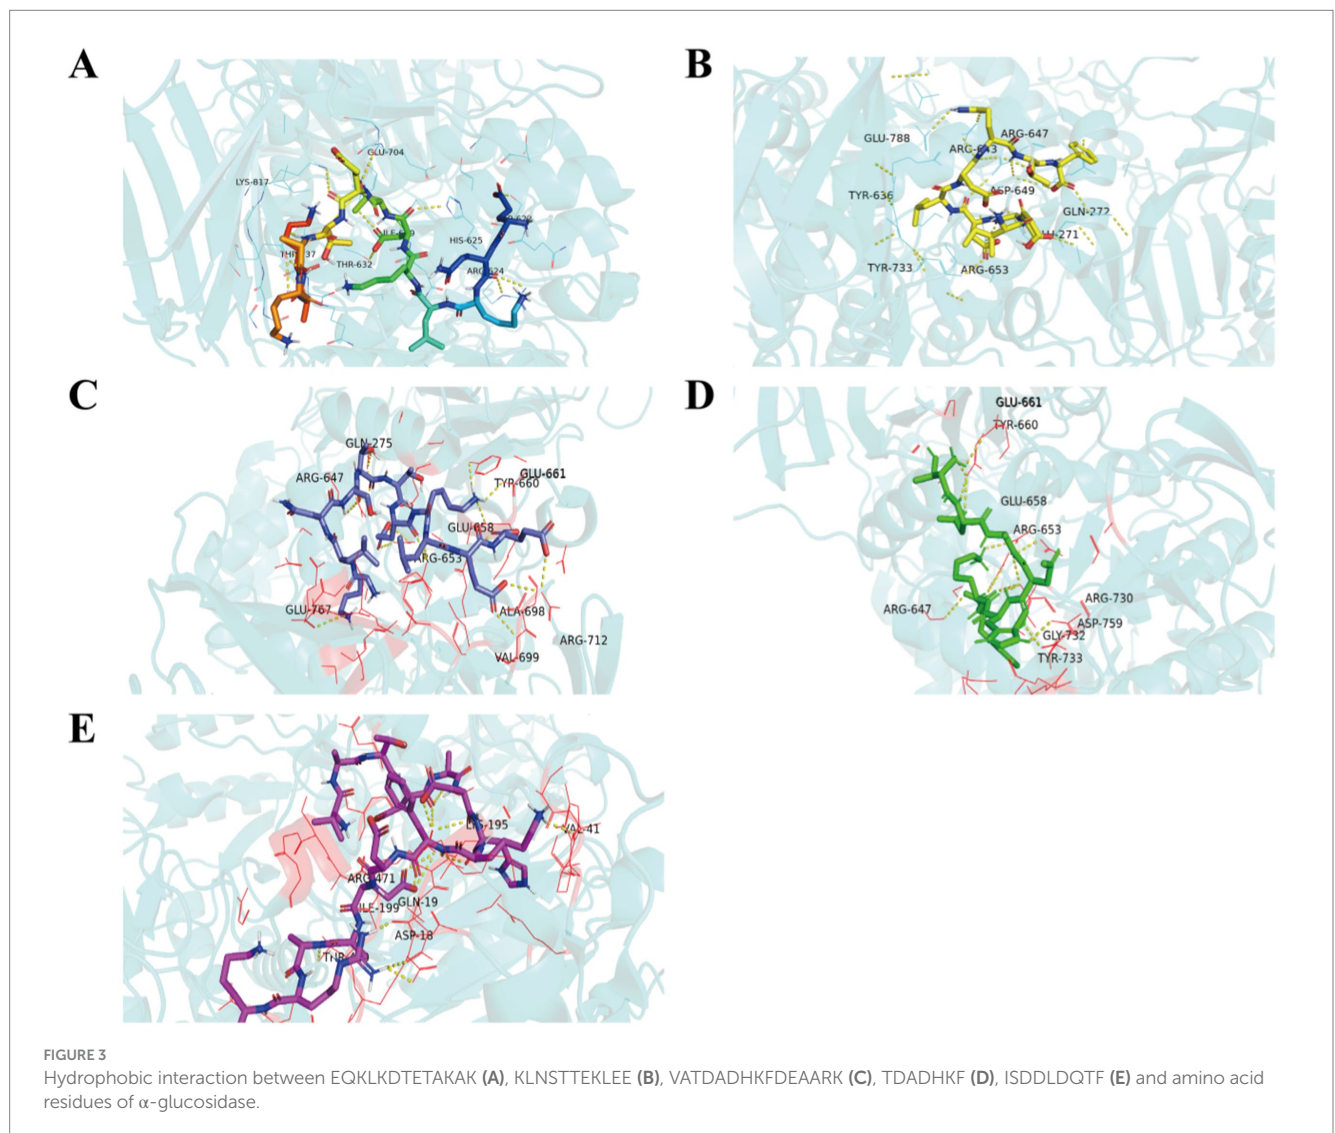 A
GLU-704
LYS-817
HIS-625
THR-632
B
GLU-788
ARG-647
TYR-636
ASP-649
GLN-272
TYR-733
ARG-653
C
GLN-275
ARG-647
GLU-661
TYR-660
GLU-658
ARG-653
GLU-767
ALA-698
ARG-712
VAL-699
D
GLU-661
TYR-660
GLU-658
ARG-653
ARG-647
ARG-730
ASP-759
GLY-732
TYR-733
E
VAL-41
ARG-471
ILE-199
GLN-19
ASP-18
FIGURE 3
Hydrophobic interaction between EQKLKDTETAKAK (A), KLNSTTEKLEE (B), VATDADHKFDEAARK (C), TDADHKF (D), ISDDLDQTF (E) and amino acid
residues of α-glucosidase.